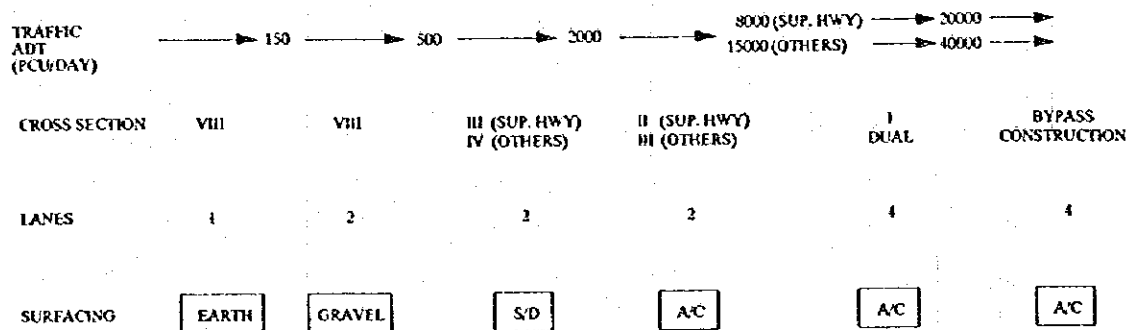 8000 (SUP. HWY) 20000
TRAFFIC
ADT 150 500 2000
15000 (OTHERS) 40000
(PCU/DAY)
CROSS SECTION VIII VIII III (SUP. HWY) II (SUP. HWY) I BYPASS
IV (OTHERS) III (OTHERS) DUAL CONSTRUCTION
LANES 1 2 2 2 4 4
SURFACING EARTH GRAVEL S/D A/C A/C A/C